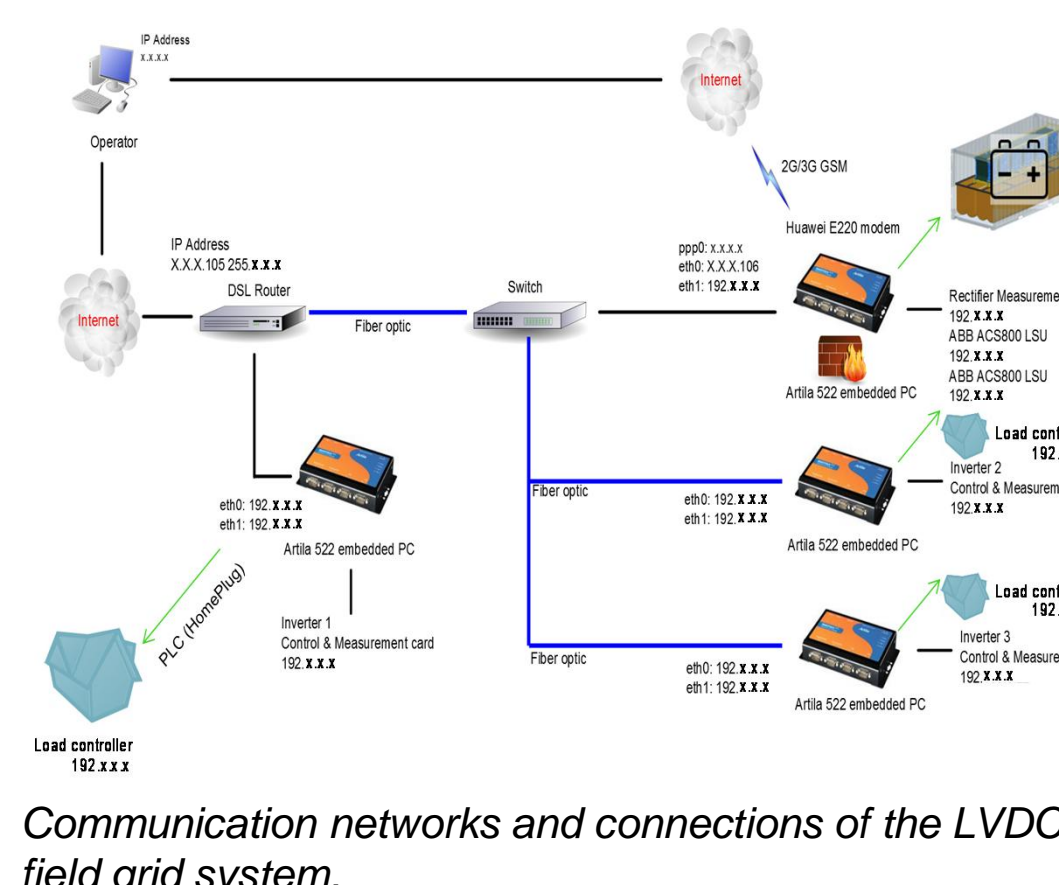 IP Address
x.x.x.x
Operator
Internet
2G/3G GSM
Huawei E220 modem
ppp0: x.x.x.x
eth0: X.X.X.106
eth1: 192.x.x.x
IP Address
X.X.X.105 255.x.x.x
DSL Router
Switch
Internet
Fiber optic
Rectifier Measureme
192.x.x.x
ABB ACS800 LSU
192.x.x.x
ABB ACS800 LSU
192.x.x.x
Artila 522 embedded PC
Load cont
192.
Inverter 2
Control & Measurem
192.x.x.x
Fiber optic
eth0: 192.x.x.x
eth1: 192.x.x.x
Artila 522 embedded PC
eth0: 192.x.x.x
eth1: 192.x.x.x
Artila 522 embedded PC
PLC (HomePlug)
Inverter 1
Control & Measurement card
192.x.x.x
Load cont
192.
Inverter 3
Control & Measure
192.x.x.x
Fiber optic
eth0: 192.x.x.x
eth1: 192.x.x.x
Artila 522 embedded PC
Load controller
192.x.x.x
Communication networks and connections of the LVDC
field grid system.